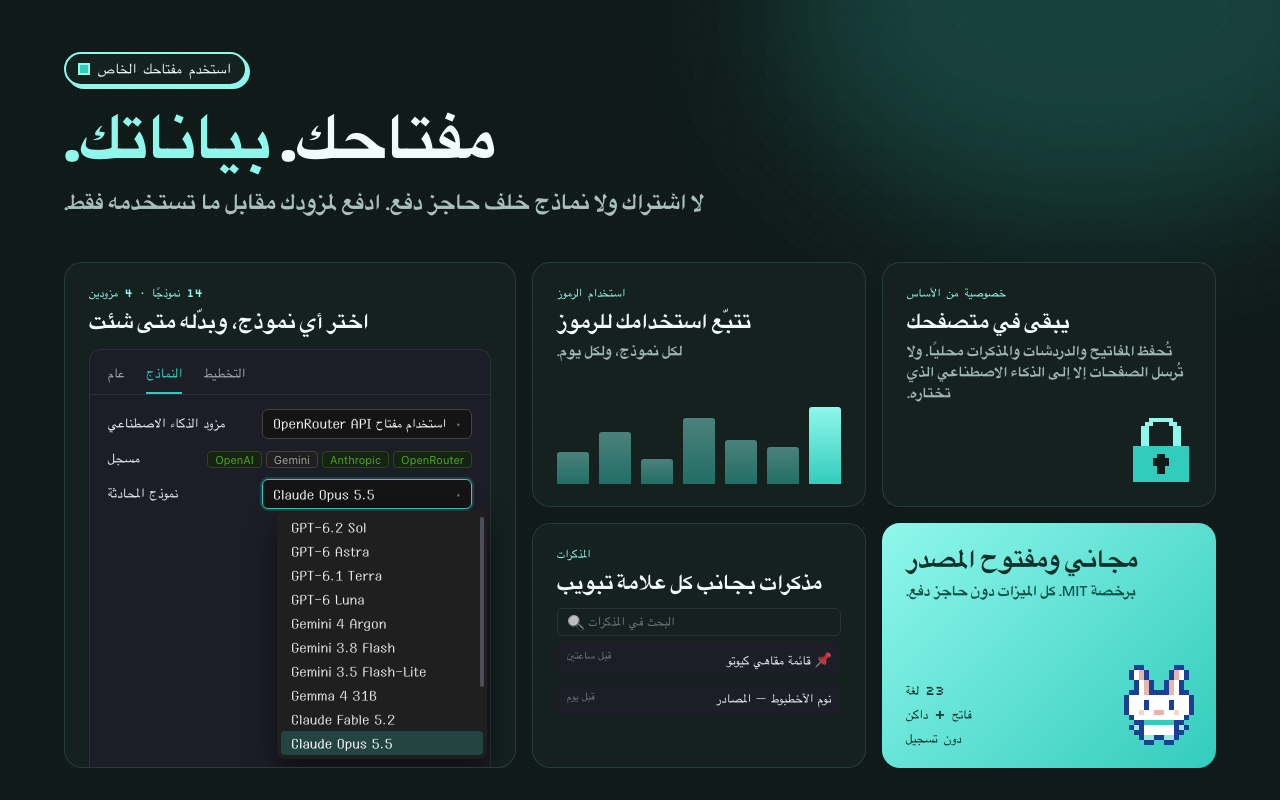 استخدم مفتاحك الخاص
مفتاحك. بياناتك.
لا اشتراك ولا نماذج خلف حاجز دفع. ادفع لمزودك مقابل ما تستخدمه فقط.
14 نموذجًا · 4 مزودين
اختر أي نموذج، وبدّله متى شئت
عام
النماذج
التخطيط
مزود الذكاء الاصطناعي
استخدام مفتاح OpenRouter API
مسجل
OpenAI
Gemini
Anthropic
OpenRouter
نموذج المحادثة
Claude Opus 5.5
GPT-6.2 Sol
GPT-6 Astra
GPT-6.1 Terra
GPT-6 Luna
Gemini 4 Argon
Gemini 3.8 Flash
Gemini 3.5 Flash-Lite
Gemma 4 31B
Claude Fable 5.2
Claude Opus 5.5
استخدام الرموز
تتبّع استخدامك للرموز
لكل نموذج، ولكل يوم.
خصوصية من الأساس
يبقى في متصفحك
تُحفظ المفاتيح والدردشات والمذكرات محليًا. ولا
تُرسل الصفحات إلا إلى الذكاء الاصطناعي الذي
تختاره.
المذكرات
مذكرات بجانب كل علامة تبويب
البحث في المذكرات
قائمة مقاهي كيوتو
قبل ساعتين
نوم الأخطبوط — المصادر
قبل يوم
مجاني ومفتوح المصدر
برخصة MIT. كل الميزات دون حاجز دفع.
23 لغة
فاتح + داكن
دون تسجيل